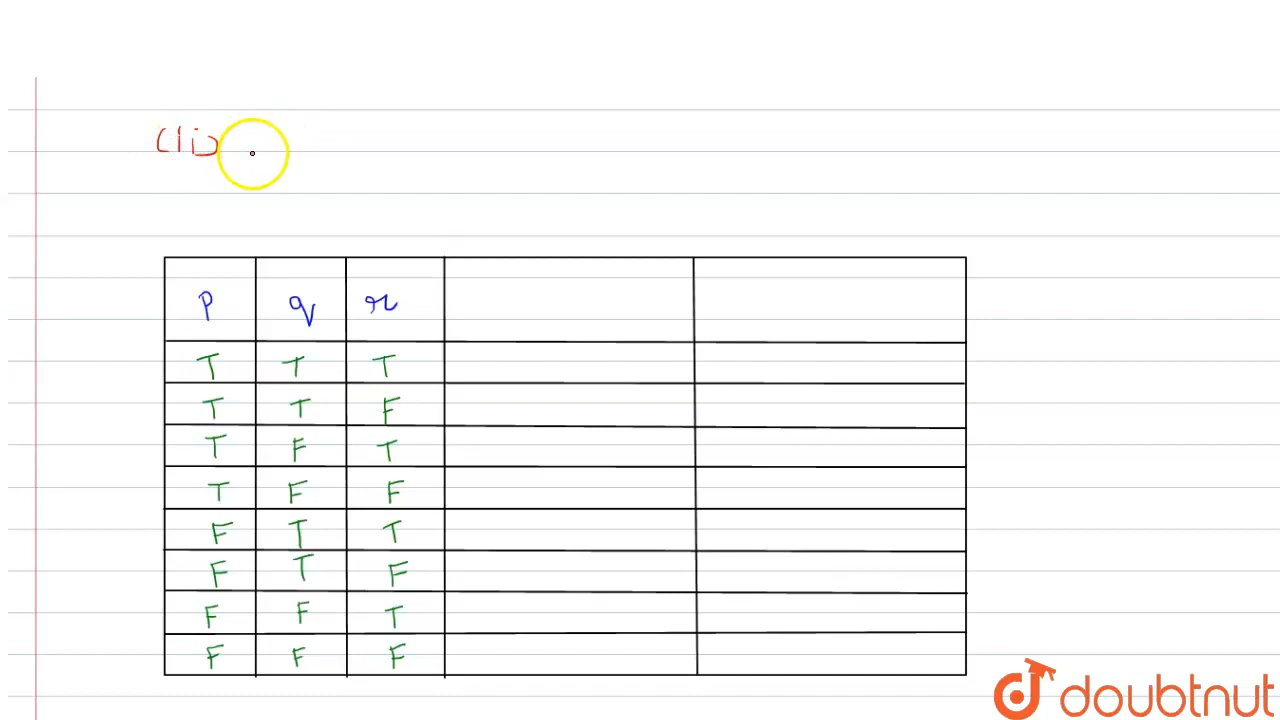 (ii)
p q r
T T T
T T F
T F T
T F F
F T T
F T F
F F T
F F F
doubtnut